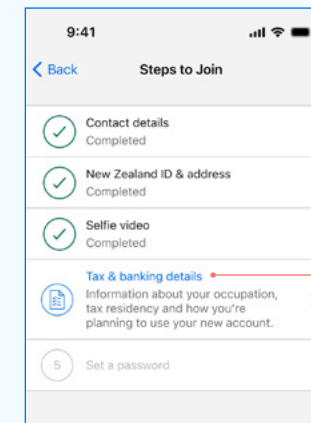 9:41
Back Steps to Join
Contact details
Completed
New Zealand ID & address
Completed
Selfie video
Completed
Tax & banking details
Information about your occupation,
tax residency and how you're
planning to use your new account.
5 Set a password